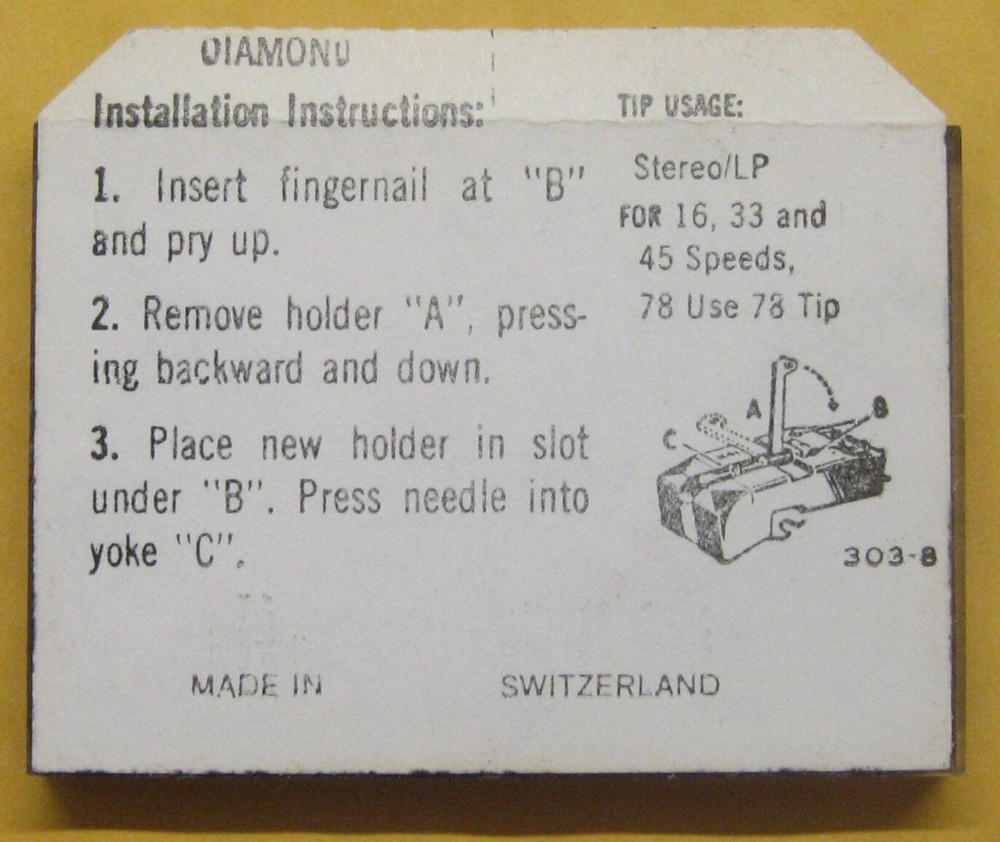 DIAMOND
Installation Instructions:
1. Insert fingernail at "B"
and pry up.
2. Remove holder "A", press-
ing backward and down.
3. Place new holder in slot
under "B". Press needle into
yoke "C".
TIP USAGE:
Stereo/LP
FOR 16, 33 and
45 Speeds,
78 Use 78 Tip
A
B
C
303-8
MADE IN SWITZERLAND